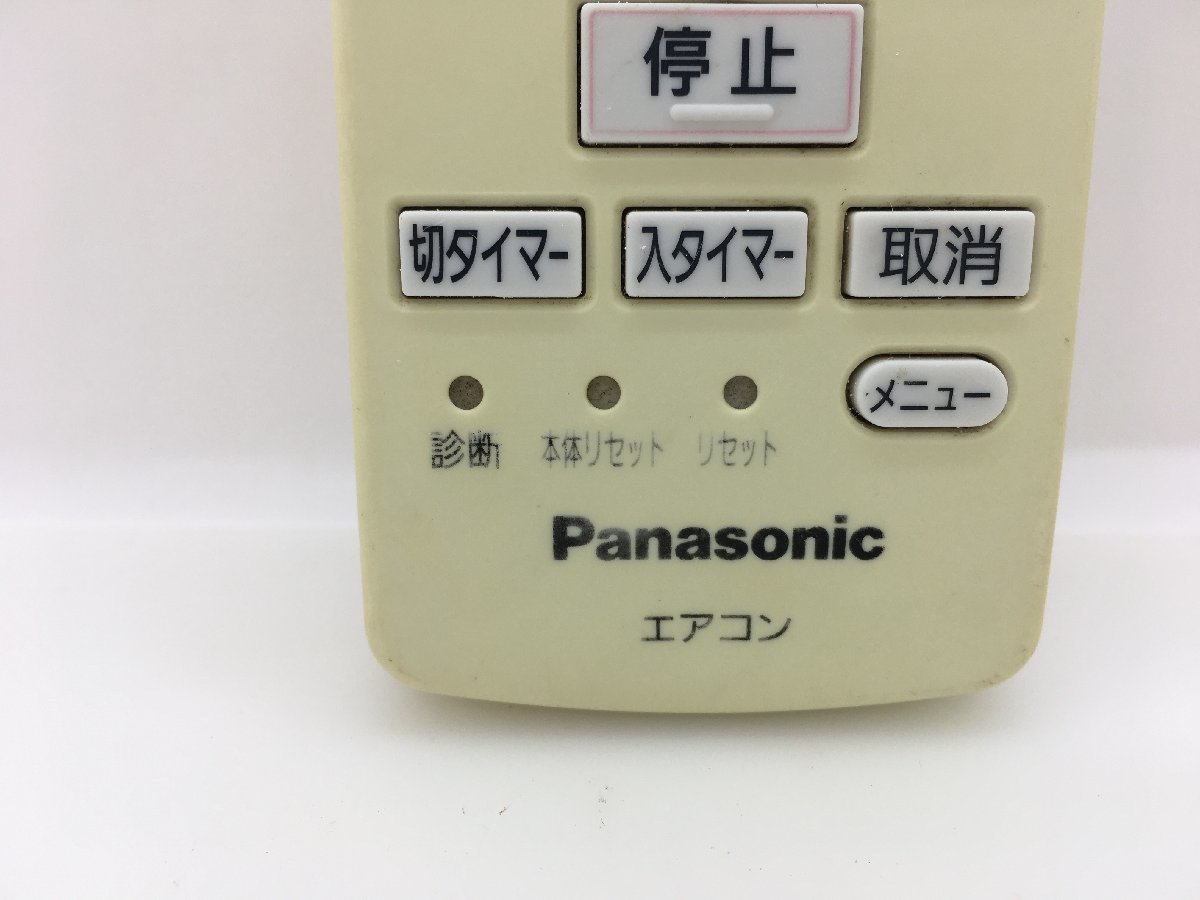 停止
切タイマー 入タイマー 取消
メニュー
診断 本体リセット リセット
Panasonic
エアコン